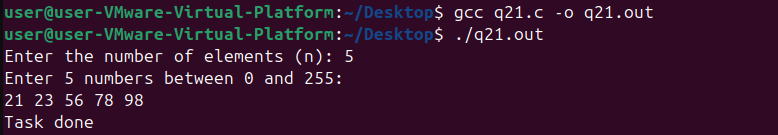 user@user-VMware-Virtual-Platform:~/Desktop$ gcc q21.c -o q21.out
user@user-VMware-Virtual-Platform:~/Desktop$ ./q21.out
Enter the number of elements (n): 5
Enter 5 numbers between 0 and 255:
21 23 56 78 98
Task done